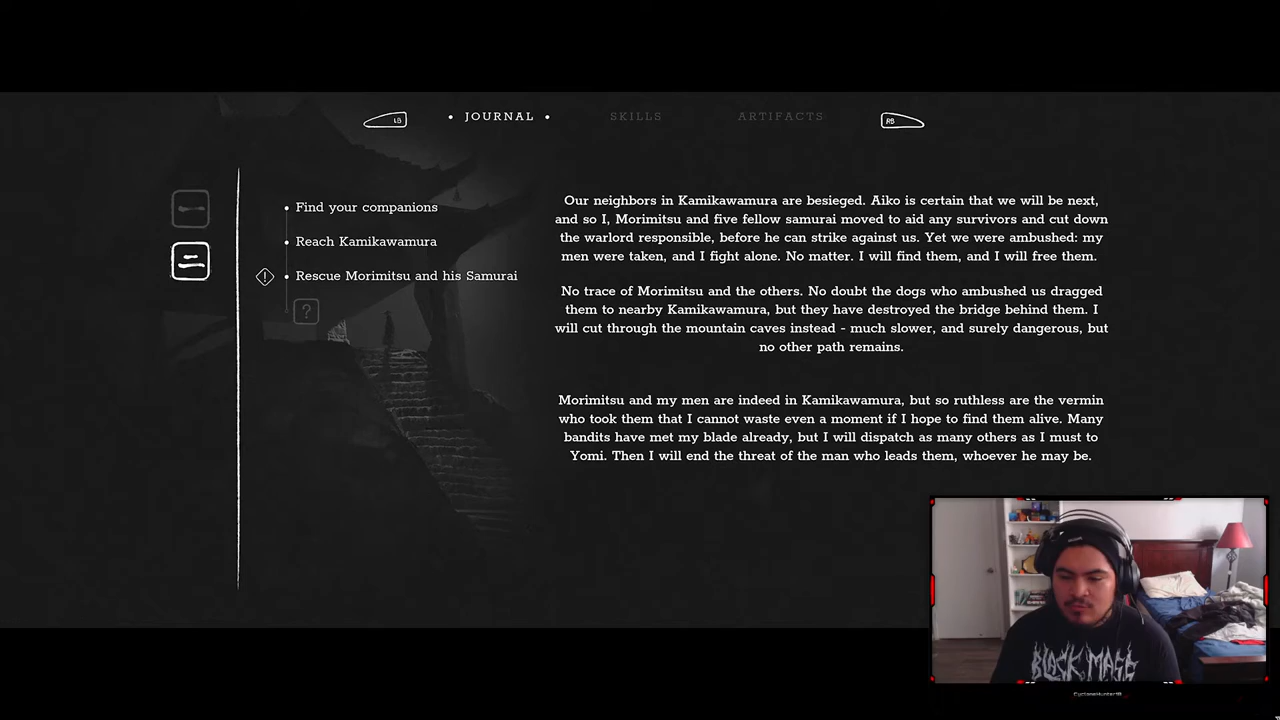 LB
• JOURNAL •
SKILLS
ARTIFACTS
RB
一
二
• Find your companions
• Reach Kamikawamura
! • Rescue Morimitsu and his Samurai
?
Our neighbors in Kamikawamura are besieged. Aiko is certain that we will be next,
and so I, Morimitsu and five fellow samurai moved to aid any survivors and cut down
the warlord responsible, before he can strike against us. Yet we were ambushed: my
men were taken, and I fight alone. No matter. I will find them, and I will free them.
No trace of Morimitsu and the others. No doubt the dogs who ambushed us dragged
them to nearby Kamikawamura, but they have destroyed the bridge behind them. I
will cut through the mountain caves instead - much slower, and surely dangerous, but
no other path remains.
Morimitsu and my men are indeed in Kamikawamura, but so ruthless are the vermin
who took them that I cannot waste even a moment if I hope to find them alive. Many
bandits have met my blade already, but I will dispatch as many others as I must to
Yomi. Then I will end the threat of the man who leads them, whoever he may be.
BLACK MASS